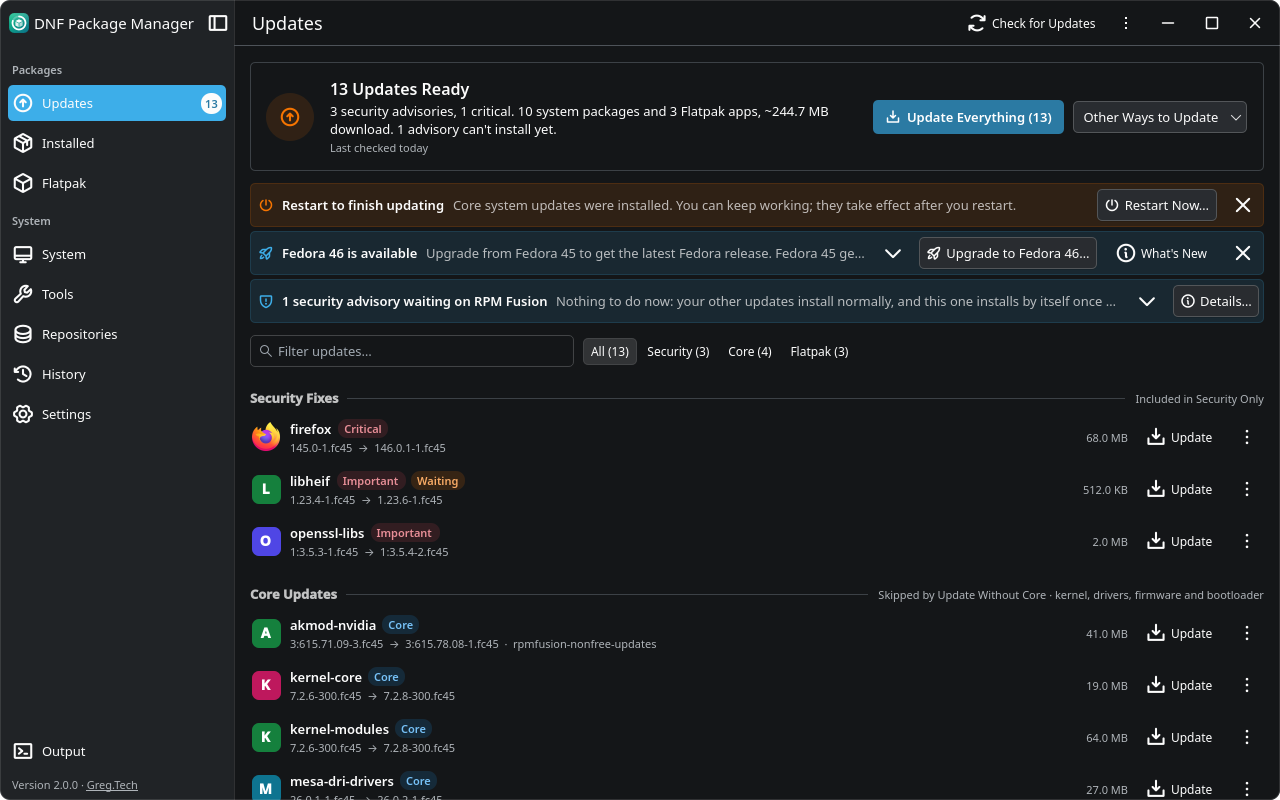 DNF Package Manager
Updates
Check for Updates
Packages
Updates 13
Installed
Flatpak
System
System
Tools
Repositories
History
Settings
Output
Version 2.0.0 · Greg.Tech
13 Updates Ready
3 security advisories, 1 critical. 10 system packages and 3 Flatpak apps, ~244.7 MB
download. 1 advisory can't install yet.
Last checked today
Update Everything (13)
Other Ways to Update
Restart to finish updating Core system updates were installed. You can keep working; they take effect after you restart. Restart Now...
Fedora 46 is available Upgrade from Fedora 45 to get the latest Fedora release. Fedora 45 ge... Upgrade to Fedora 46... What's New
1 security advisory waiting on RPM Fusion Nothing to do now: your other updates install normally, and this one installs by itself once ... Details...
Filter updates... All (13) Security (3) Core (4) Flatpak (3)
Security Fixes Included in Security Only
firefox Critical
145.0-1.fc45 → 146.0.1-1.fc45
68.0 MB Update
L
libheif Important Waiting
1.23.4-1.fc45 → 1.23.6-1.fc45
512.0 KB Update
O
openssl-libs Important
1:3.5.3-1.fc45 → 1:3.5.4-2.fc45
2.0 MB Update
Core Updates Skipped by Update Without Core · kernel, drivers, firmware and bootloader
A
akmod-nvidia Core
3:615.71.09-3.fc45 → 3:615.78.08-1.fc45 · rpmfusion-nonfree-updates
41.0 MB Update
K
kernel-core Core
7.2.6-300.fc45 → 7.2.8-300.fc45
19.0 MB Update
K
kernel-modules Core
7.2.6-300.fc45 → 7.2.8-300.fc45
64.0 MB Update
M
mesa-dri-drivers Core
27.0 MB Update